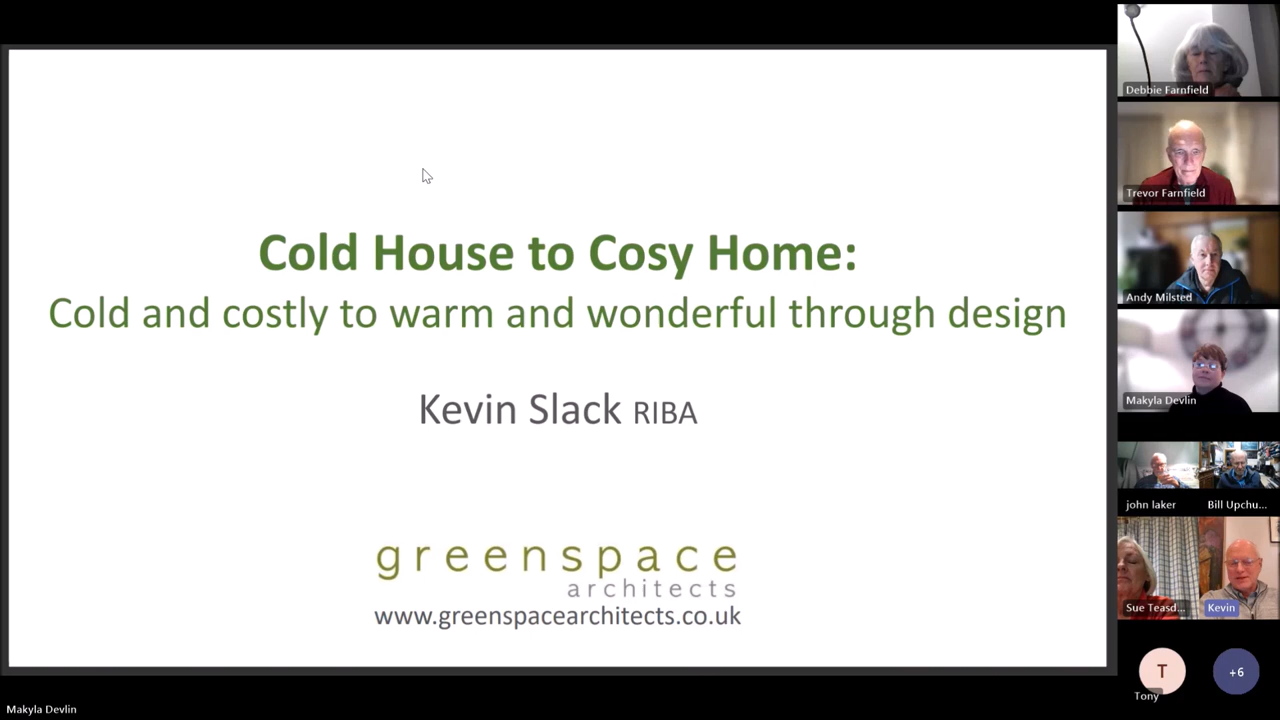 Cold House to Cosy Home:
Cold and costly to warm and wonderful through design
Kevin Slack RIBA
greenspace
architects
www.greenspacearchitects.co.uk
Debbie Farnfield
Trevor Farnfield
Andy Milsted
Makyla Devlin
john laker
Bill Upchu...
Sue Teasd...
Kevin
T
Tony
+6
Makyla Devlin